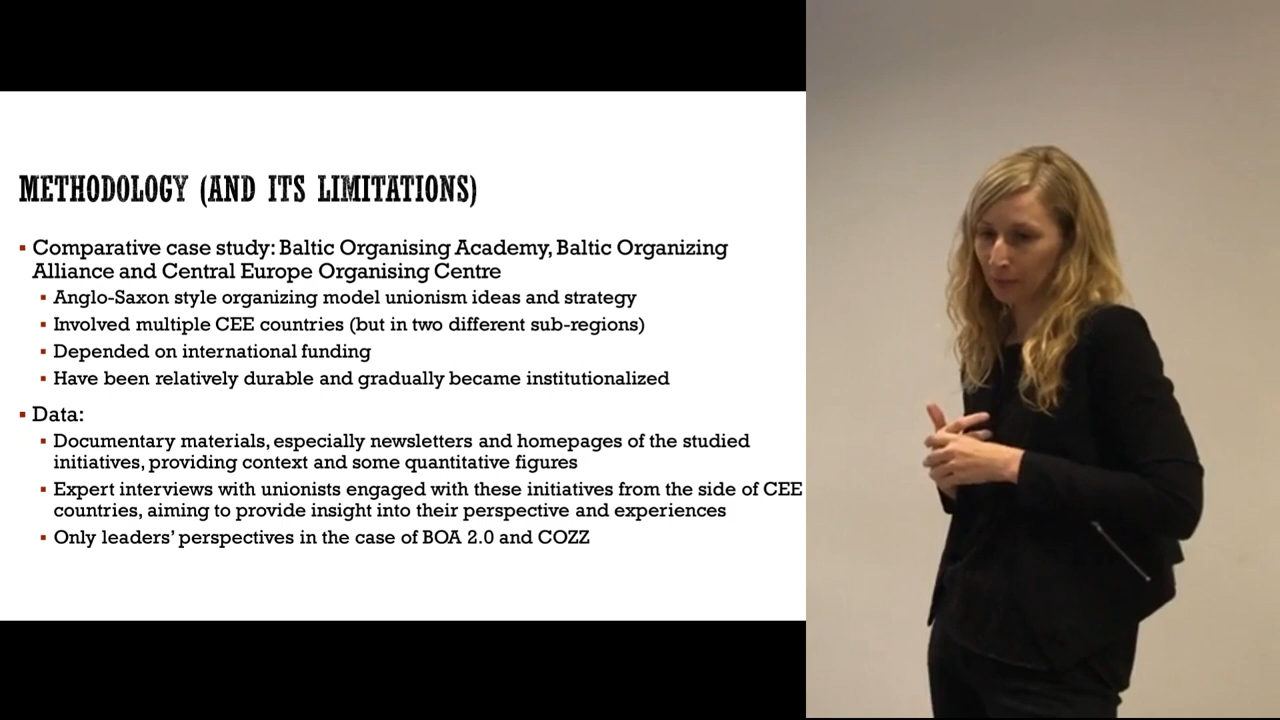 METHODOLOGY (AND ITS LIMITATIONS)
▪ Comparative case study: Baltic Organising Academy, Baltic Organizing
Alliance and Central Europe Organising Centre
▪ Anglo-Saxon style organizing model unionism ideas and strategy
▪ Involved multiple CEE countries (but in two different sub-regions)
▪ Depended on international funding
▪ Have been relatively durable and gradually became institutionalized
▪ Data:
▪ Documentary materials, especially newsletters and homepages of the studied
initiatives, providing context and some quantitative figures
▪ Expert interviews with unionists engaged with these initiatives from the side of CEE
countries, aiming to provide insight into their perspective and experiences
▪ Only leaders’ perspectives in the case of BOA 2.0 and COZZ